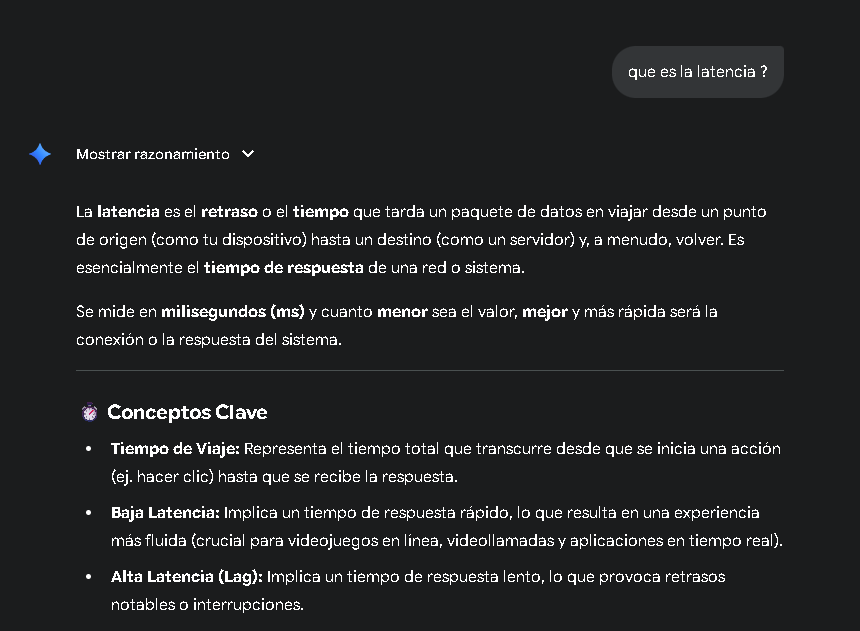 que es la latencia ?
Mostrar razonamiento
La latencia es el retraso o el tiempo que tarda un paquete de datos en viajar desde un punto
de origen (como tu dispositivo) hasta un destino (como un servidor) y, a menudo, volver. Es
esencialmente el tiempo de respuesta de una red o sistema.
Se mide en milisegundos (ms) y cuanto menor sea el valor, mejor y más rápida será la
conexión o la respuesta del sistema.
Conceptos Clave
• Tiempo de Viaje: Representa el tiempo total que transcurre desde que se inicia una acción
(ej. hacer clic) hasta que se recibe la respuesta.
• Baja Latencia: Implica un tiempo de respuesta rápido, lo que resulta en una experiencia
más fluida (crucial para videojuegos en línea, videollamadas y aplicaciones en tiempo real).
• Alta Latencia (Lag): Implica un tiempo de respuesta lento, lo que provoca retrasos
notables o interrupciones.